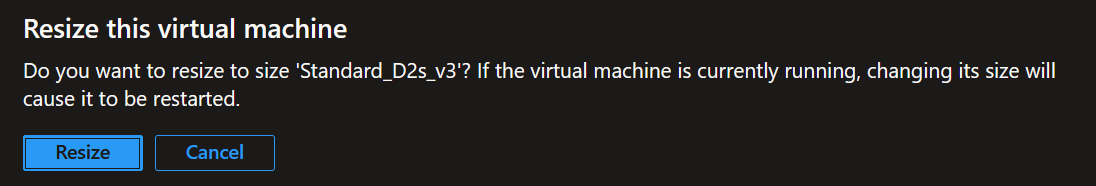 Resize this virtual machine
Do you want to resize to size 'Standard_D2s_v3'? If the virtual machine is currently running, changing its size will
cause it to be restarted.
Resize
Cancel